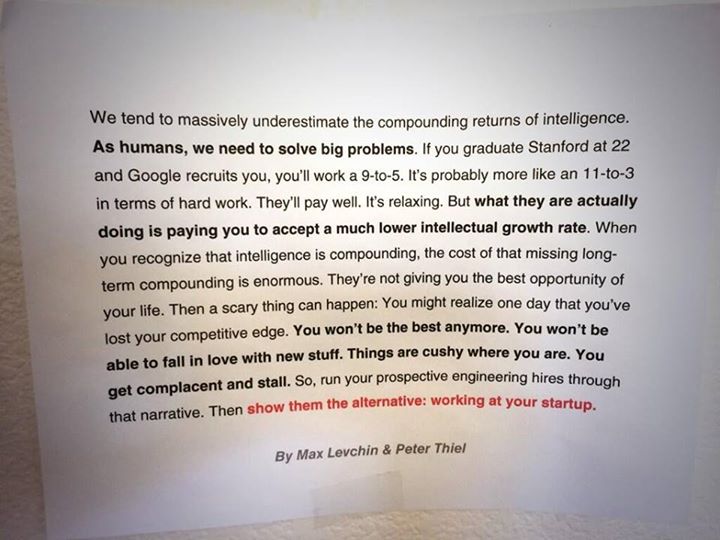 We tend to massively underestimate the compounding returns of intelligence.
As humans, we need to solve big problems. If you graduate Stanford at 22
and Google recruits you, you'll work a 9-to-5. It's probably more like an 11-to-3
in terms of hard work. They'll pay well. It's relaxing. But what they are actually
doing is paying you to accept a much lower intellectual growth rate. When
you recognize that intelligence is compounding, the cost of that missing long-
term compounding is enormous. They're not giving you the best opportunity of
your life. Then a scary thing can happen: You might realize one day that you've
lost your competitive edge. You won't be the best anymore. You won't be
able to fall in love with new stuff. Things are cushy where you are. You
get complacent and stall. So, run your prospective engineering hires through
that narrative. Then show them the alternative: working at your startup.
By Max Levchin & Peter Thiel